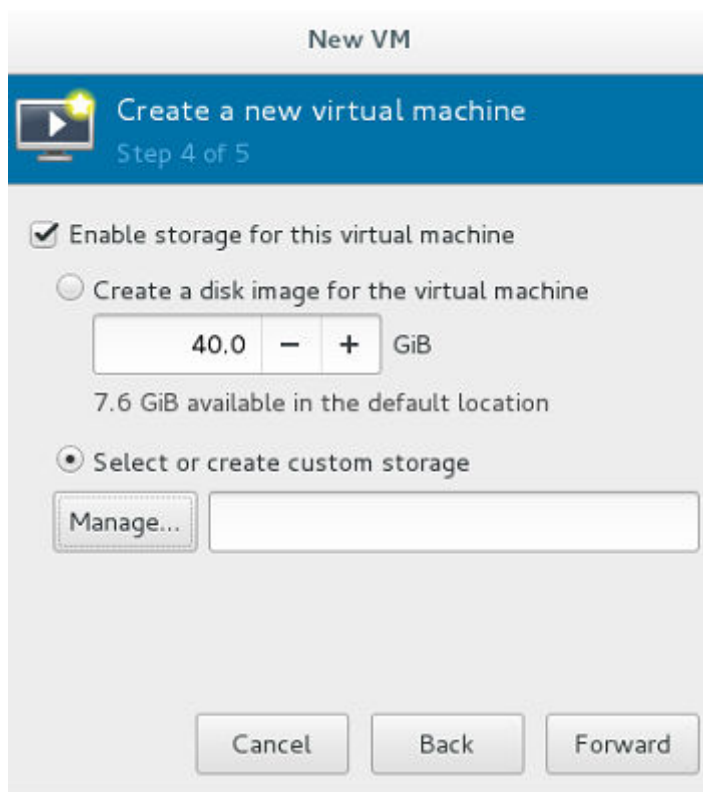 New VM
Create a new virtual machine
Step 4 of 5
Enable storage for this virtual machine
Create a disk image for the virtual machine
40.0 − + GiB
7.6 GiB available in the default location
Select or create custom storage
Manage...
Cancel Back Forward